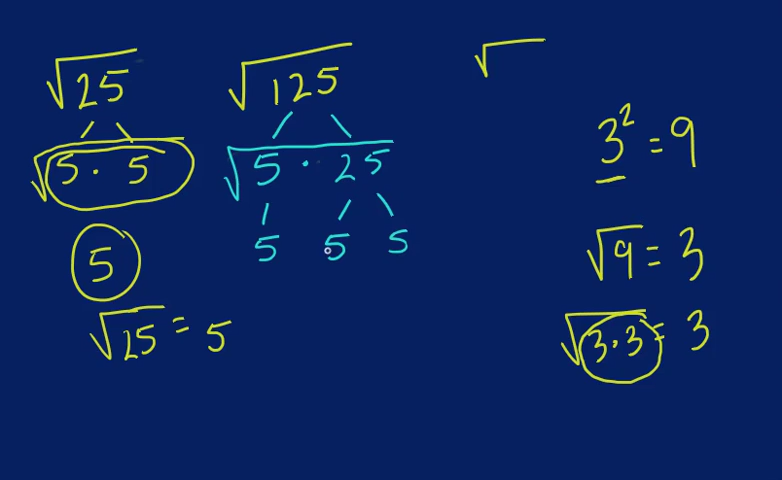 √25
√5 · 5
5
√25 = 5
√125
√5 · 25
5 5 5
√
3² = 9
√9 = 3
√3·3 = 3